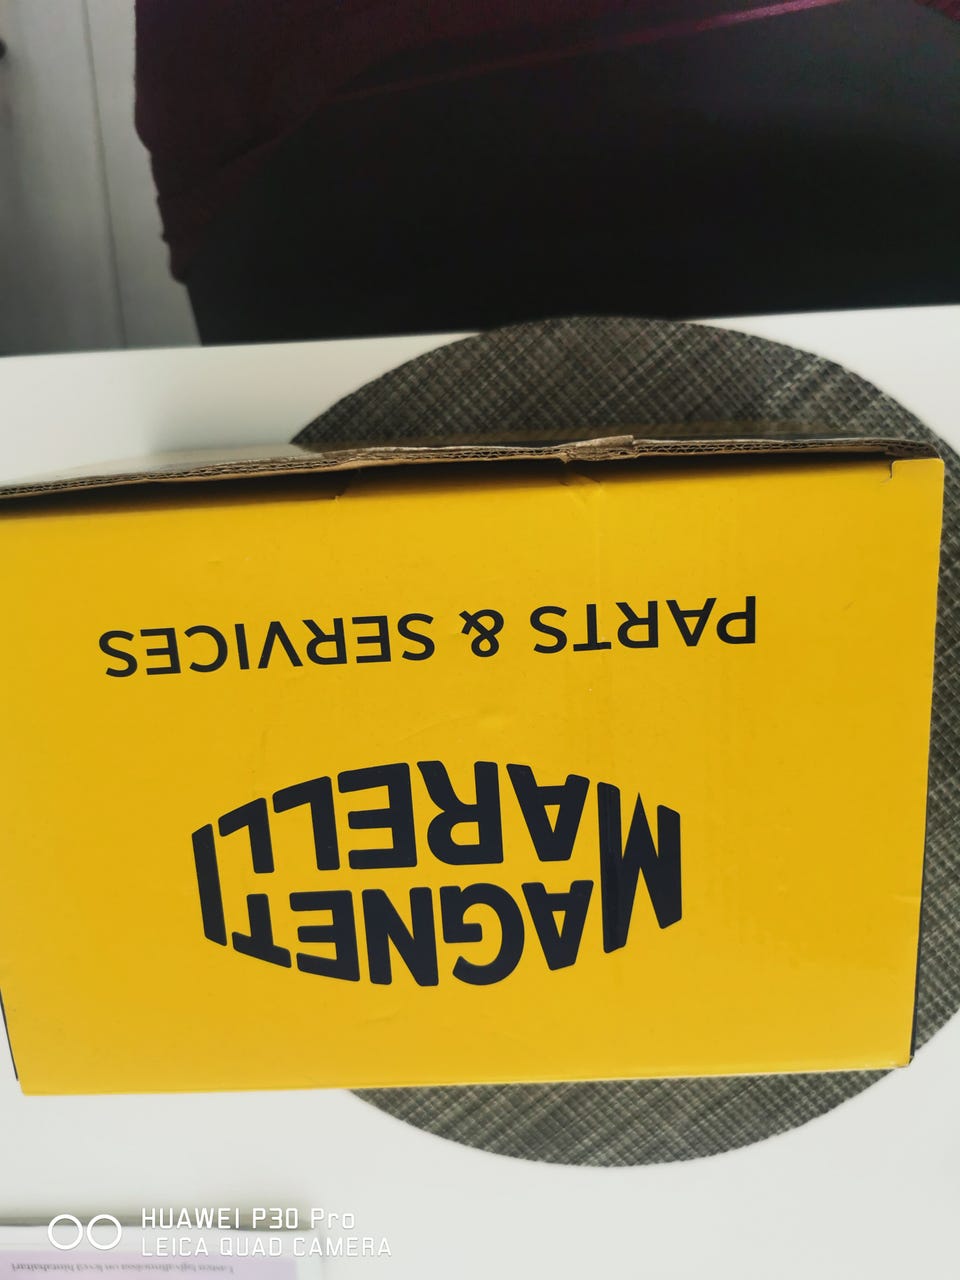 MAGNETI
MARELLI
PARTS & SERVICES
HUAWEI P30 Pro
LEICA QUAD CAMERA